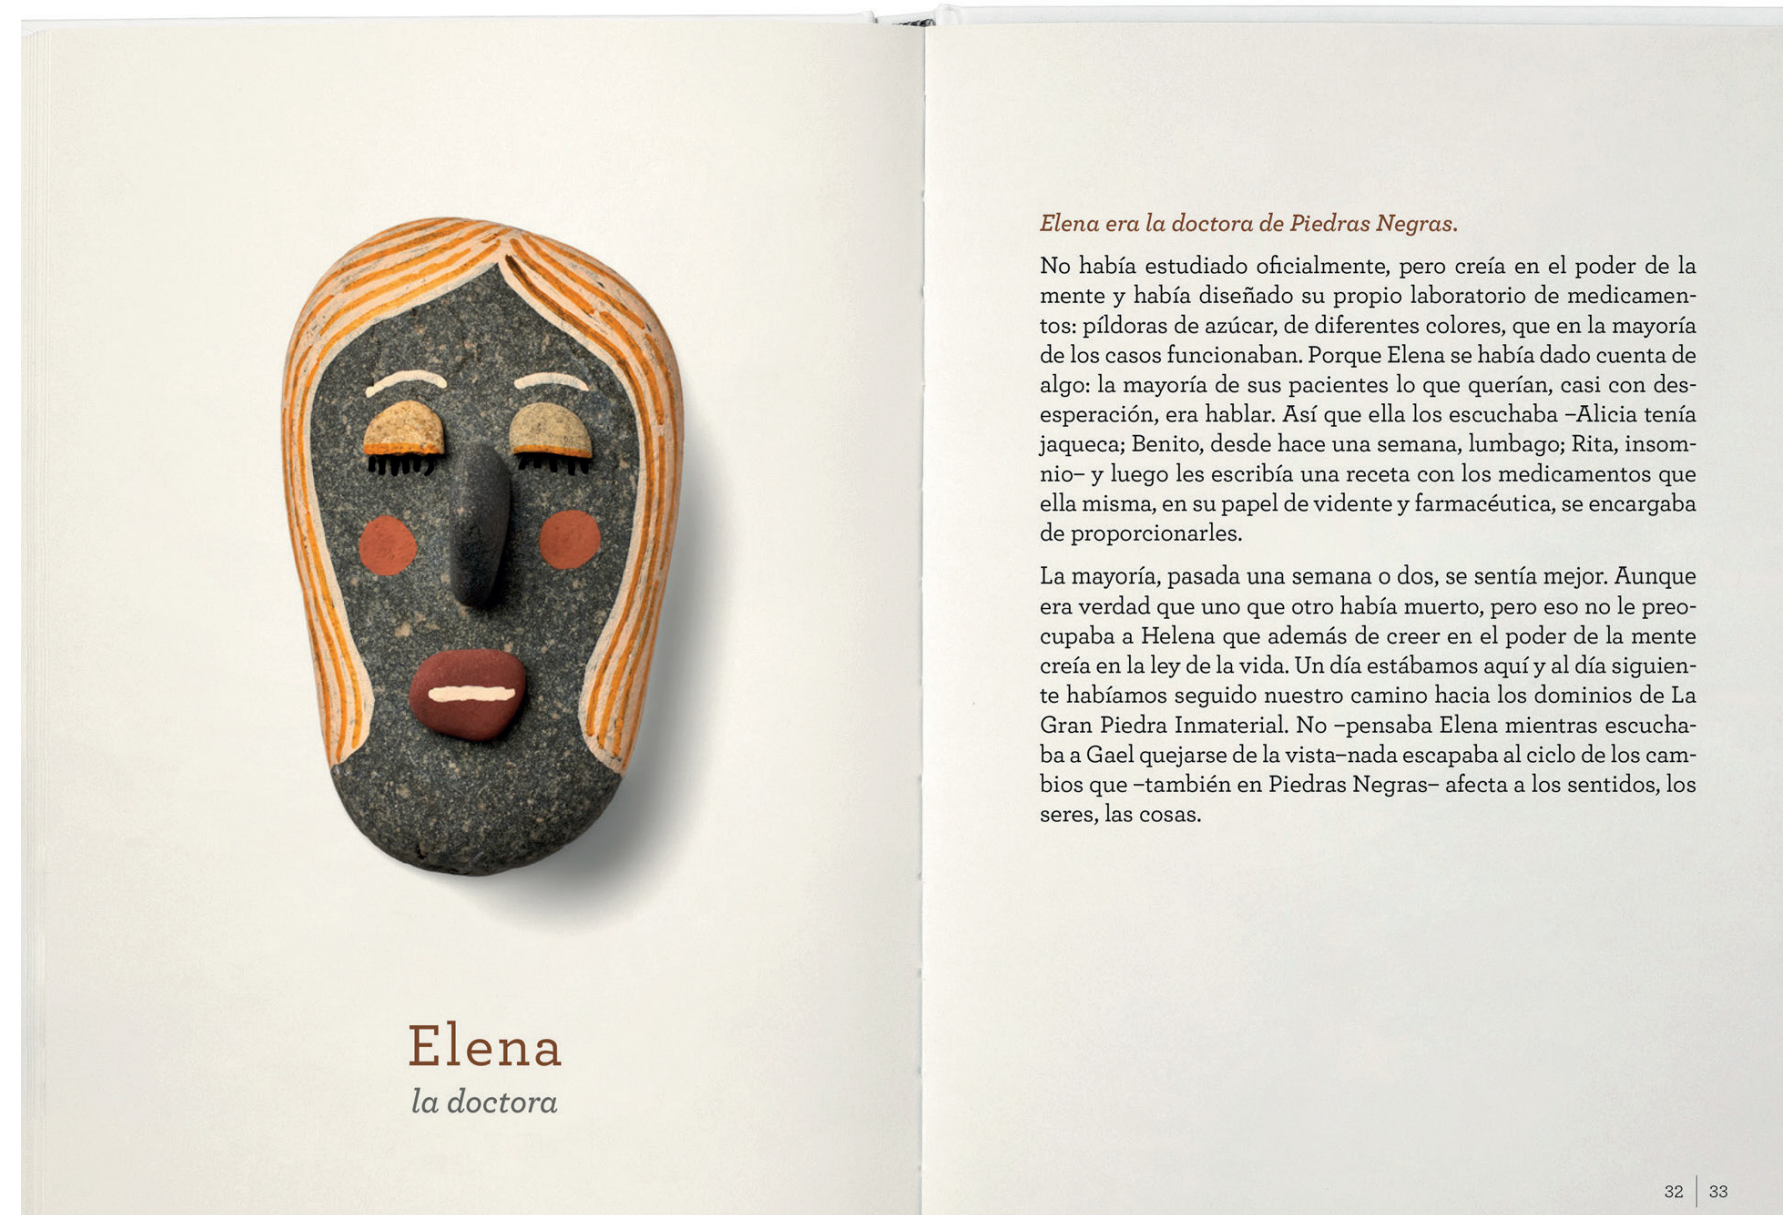 Elena
la doctora
Elena era la doctora de Piedras Negras.
No había estudiado oficialmente, pero creía en el poder de la
mente y había diseñado su propio laboratorio de medicamen-
tos: píldoras de azúcar, de diferentes colores, que en la mayoría
de los casos funcionaban. Porque Elena se había dado cuenta de
algo: la mayoría de sus pacientes lo que querían, casi con des-
esperación, era hablar. Así que ella los escuchaba –Alicia tenía
jaqueca; Benito, desde hace una semana, lumbago; Rita, insom-
nio– y luego les escribía una receta con los medicamentos que
ella misma, en su papel de vidente y farmacéutica, se encargaba
de proporcionarles.
La mayoría, pasada una semana o dos, se sentía mejor. Aunque
era verdad que uno que otro había muerto, pero eso no le preo-
cupaba a Helena que además de creer en el poder de la mente
creía en la ley de la vida. Un día estábamos aquí y al día siguien-
te habíamos seguido nuestro camino hacia los dominios de La
Gran Piedra Inmaterial. No –pensaba Elena mientras escucha-
ba a Gael quejarse de la vista–nada escapaba al ciclo de los cam-
bios que –también en Piedras Negras– afecta a los sentidos, los
seres, las cosas.
32 | 33